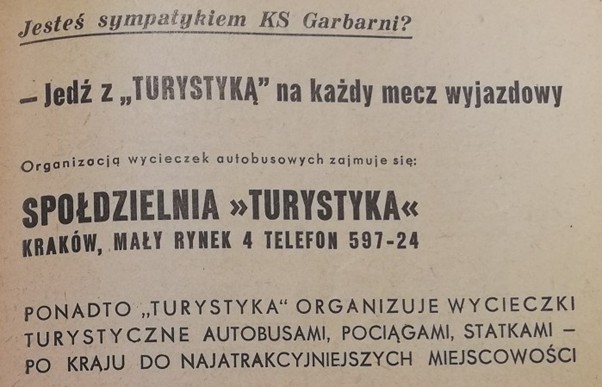 Jesteś sympatykiem KS Garbarni?
– Jedź z „TURYSTYKĄ” na każdy mecz wyjazdowy
Organizacją wycieczek autobusowych zajmuje się:
SPOŁDZIELNIA »TURYSTYKA«
KRAKÓW, MAŁY RYNEK 4 TELEFON 597-24
PONADTO „TURYSTYKA” ORGANIZUJE WYCIECZKI
TURYSTYCZNE AUTOBUSAMI, POCIĄGAMI, STATKAMI –
PO KRAJU DO NAJATRAKCYJNIEJSZYCH MIEJSCOWOŚCI